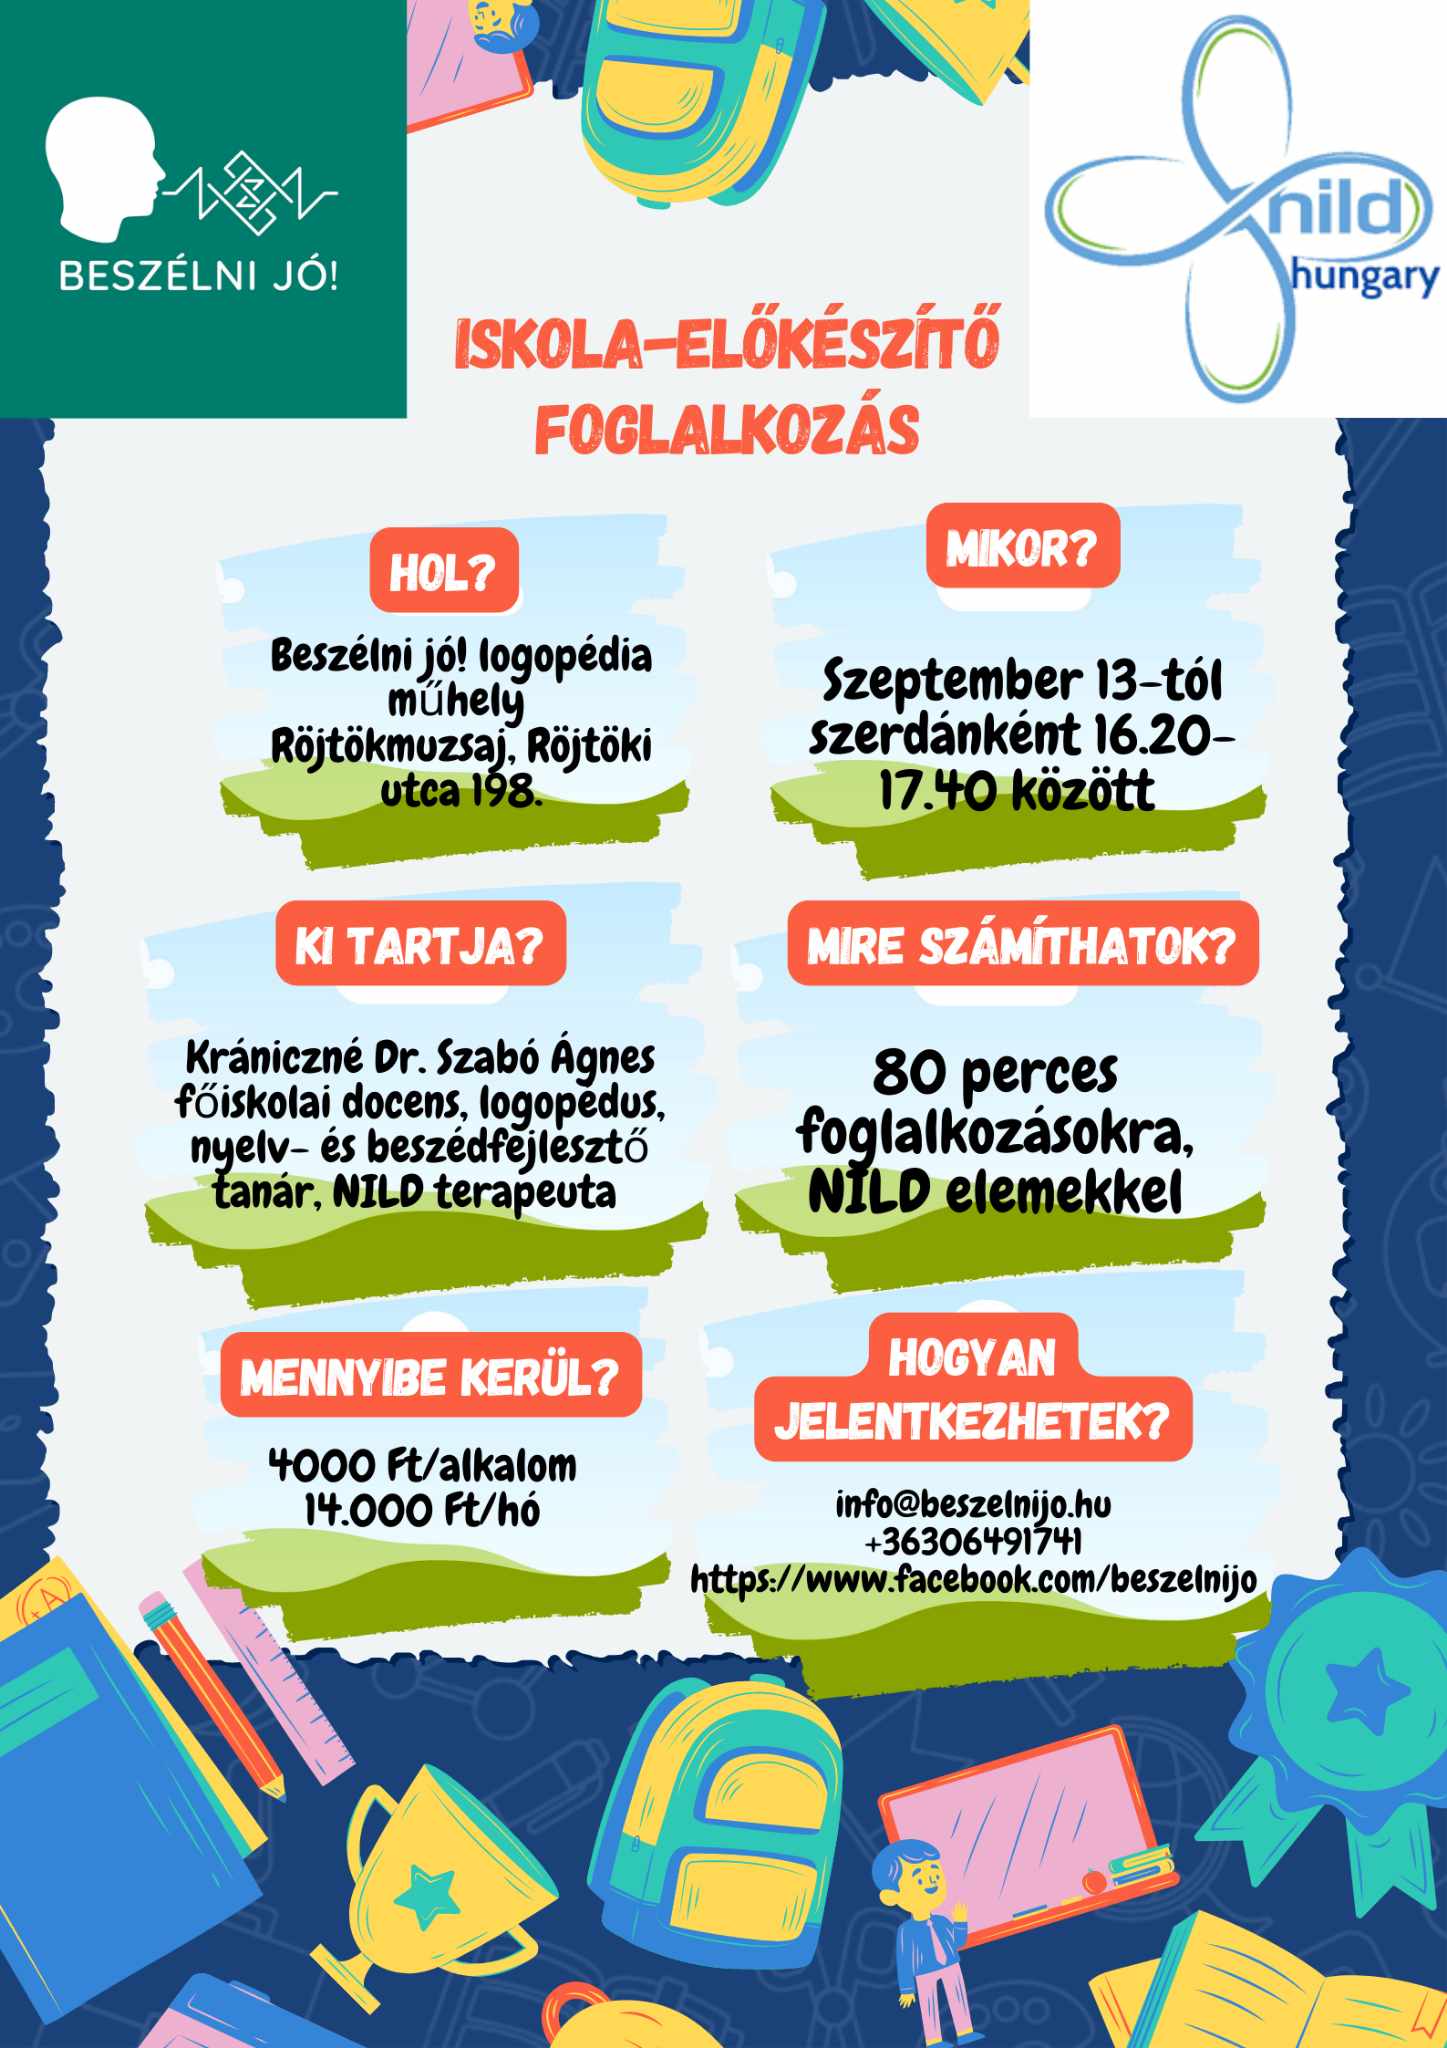 BESZÉLNI JÓ!
nild
hungary
ISKOLA-ELŐKÉSZÍTŐ
FOGLALKOZÁS
HOL?
Beszélni jó! logopédia
műhely
Röjtökmuzsaj, Röjtöki
utca 198.
MIKOR?
Szeptember 13-tól
szerdánként 16.20-
17.40 között
KI TARTJA?
Krániczné Dr. Szabó Ágnes
főiskolai docens, logopédus,
nyelv- és beszédfejlesztő
tanár, NILD terapeuta
MIRE SZÁMÍTHATOK?
80 perces
foglalkozásokra,
NILD elemekkel
MENNYIBE KERÜL?
4000 Ft/alkalom
14.000 Ft/hó
HOGYAN
JELENTKEZHETEK?
info@beszelnijo.hu
+36306491741
https://www.facebook.com/beszelnijo
A+